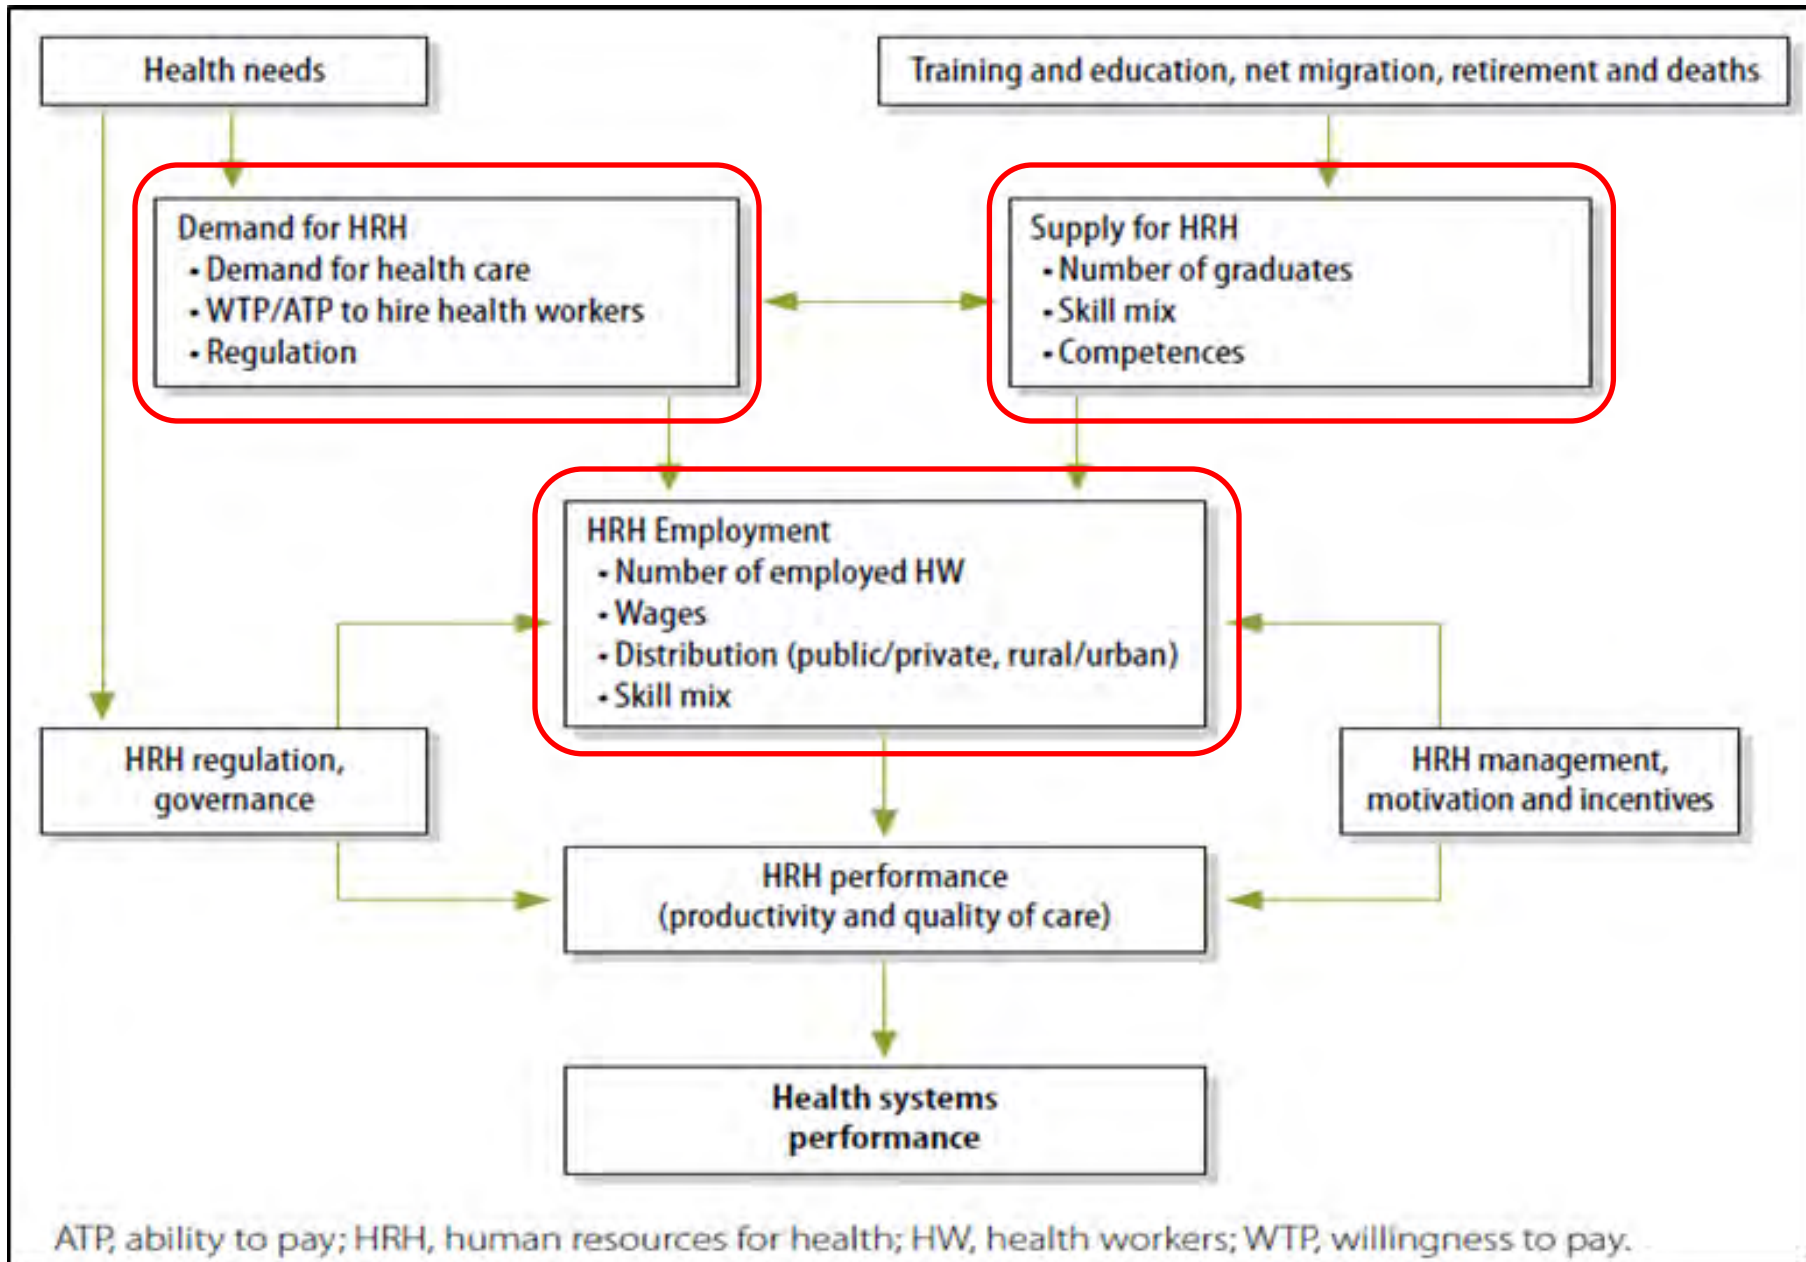 Health needs
Training and education, net migration, retirement and deaths
Demand for HRH
• Demand for health care
• WTP/ATP to hire health workers
• Regulation
Supply for HRH
• Number of graduates
• Skill mix
• Competences
HRH Employment
• Number of employed HW
• Wages
• Distribution (public/private, rural/urban)
• Skill mix
HRH regulation,
governance
HRH management,
motivation and incentives
HRH performance
(productivity and quality of care)
Health systems
performance
ATP, ability to pay; HRH, human resources for health; HW, health workers; WTP, willingness to pay.